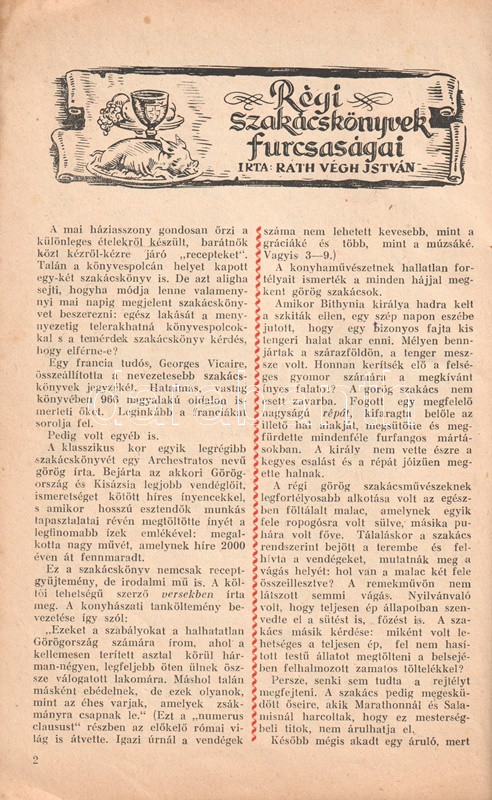 Régi
szakácskönyvek
furcsaságai
IRTA: RÁTH VÉGH ISTVÁN
A mai háziasszony gondosan őrzi a
különleges ételekről készült, barátnők
közt kézről-kézre járó „recepteket".
Talán a könyvespolcán helyet kapott
egy-két szakácskönyv is. De azt aligha
sejti, hogyha módja lenne valameny-
nyi mai napig megjelent szakácsköny-
vet beszerezni: egész lakását a meny-
nyezetig telerakhatná könyvespolcok-
kal s a temérdek szakácskönyv kérdés,
hogy elférne-e?
Egy francia tudós, Georges Vicaire,
összeállította a nevezetesebb szakács-
könyvek jegyzékét. Hatalmas, vastag
könyvében 966 nagyalakú oldalon is-
merteti őket. Leginkább a franciákat
sorolja fel.
Pedig volt egyéb is.
A klasszikus kor egyik legrégibb
szakácskönyvét egy Archestratos nevű
görög írta. Bejárta az akkori Görög-
ország és Kisázsia legjobb vendéglőit,
ismeretséget kötött híres ínyencekkel,
s amikor hosszú esztendők munkás
tapasztalatai révén megtöltötte ínyét a
legfinomabb ízek emlékével: megal-
kotta nagy művét, amelynek híre 2000
éven át fennmaradt.
Ez a szakácskönyv nemcsak recept-
gyüjtemény, de irodalmi mű is. A köl-
tői tehetségű szerző versekben írta
meg. A konyhászati tanköltemény be-
vezetése így szól:
„Ezeket a szabályokat a halhatatlan
Görögország számára írom, ahol a
kellemesen terített asztal körül hár-
man-négyen, legfeljebb öten ülnek ösz-
sze válogatott lakomára. Máshol talán
másként ebédelnek, de ezek olyanok,
mint az éhes varjak, amelyek zsák-
mányra csapnak le." (Ezt a „numerus
clausust" részben az előkelő római vi-
lág is átvette. Igazi úrnál a vendégek
2
száma nem lehetett kevesebb, mint a
gráciáké és több, mint a múzsáké.
Vagyis 3—9.)
A konyhaművészetnek hallatlan for-
télyait ismerték a minden hájjal meg-
kent görög szakácsok.
Amikor Bithynia királya hadra kelt
a szkíták ellen, egy szép napon eszébe
jutott, hogy egy bizonyos fajta kis
tengeri halat akar enni. Mélyen benn-
jártak a szárazföldön, a tenger mesz-
sze volt. Honnan kerítsék elő a felsé-
ges gyomor számára a megkívánt
ínyes falatot? A görög szakács nem
esett zavarba. Fogott egy megfelelő
nagyságú répát, kifaragta belőle az
illető hal alakját, megsütötte és meg-
fürdette mindenféle furfangos mártá-
sokban. A király nem vette észre a
kegyes csalást és a répát jóízűen meg-
ette halnak.
A régi görög szakácsművészeknek
legfortélyosabb alkotása volt az egész-
ben föltálalt malac, amelynek egyik
fele ropogósra volt sülve, másika pu-
hára volt főve. Tálaláskor a szakács
rendszerint bejött a terembe és fel-
hívta a vendégeket, mutatnák meg a
vágás helyét: hol van a malac két fele
összeillesztve? A remekművön nem
látszott semmi vágás. Nyilvánvaló
volt, hogy teljesen ép állapotban szen-
vedte el a sütést is, főzést is. A sza-
kács másik kérdése: miként volt le-
hetséges a teljesen ép, fel nem hasí-
tott testű állatot megtölteni a belsejé-
ben felhalmozott zamatos töltelékkel?
Persze, senki sem tudta a rejtélyt
megfejteni. A szakács pedig megeskü-
dött őseire, akik Marathonnál és Sala-
misnál harcoltak, hogy ez mesterség-
beli titok, nem árulhatja el.
Később mégis akadt egy áruló, mert